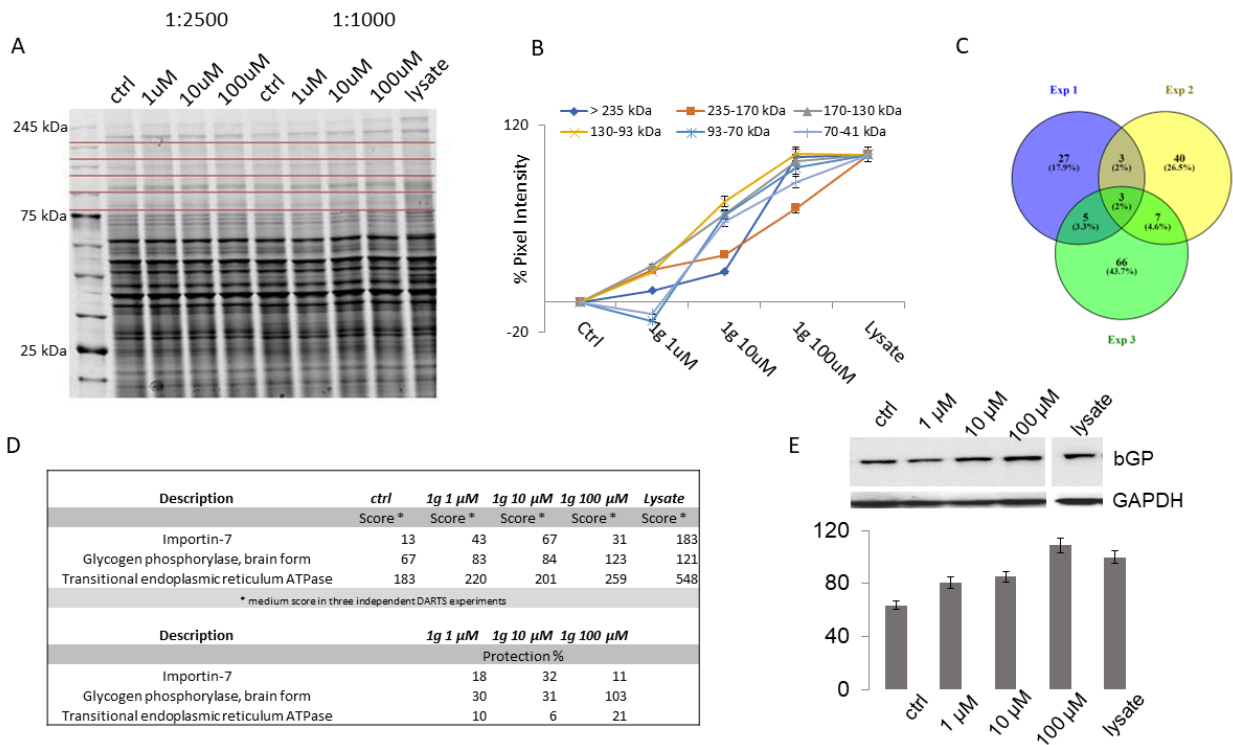 1:2500 1:1000
A
ctrl 1uM 10uM 100uM ctrl 1uM 10uM 100uM lysate
245 kDa
75 kDa
25 kDa
B
> 235 kDa 235-170 kDa 170-130 kDa
130-93 kDa 93-70 kDa 70-41 kDa
120
% Pixel Intensity
-20
Ctrl 1g 1uM 1g 10uM 1g 100uM Lysate
C
Exp 1 Exp 2
27
(17.9%)
3
(2%)
40
(26.5%)
3
(2%)
5
(3.3%)
7
(4.6%)
66
(43.7%)
Exp 3
D
Description ctrl 1g 1 μM 1g 10 μM 1g 100 μM Lysate
Score * Score * Score * Score * Score *
Importin-7 13 43 67 31 183
Glycogen phosphorylase, brain form 67 83 84 123 121
Transitional endoplasmic reticulum ATPase 183 220 201 259 548
* medium score in three independent DARTS experiments
Description 1g 1 μM 1g 10 μM 1g 100 μM
Protection %
Importin-7 18 32 11
Glycogen phosphorylase, brain form 30 31 103
Transitional endoplasmic reticulum ATPase 10 6 21
E
ctrl 1 μM 10 μM 100 μM lysate
bGP
GAPDH
120
80
40
0
ctrl 1 μM 10 μM 100 μM lysate